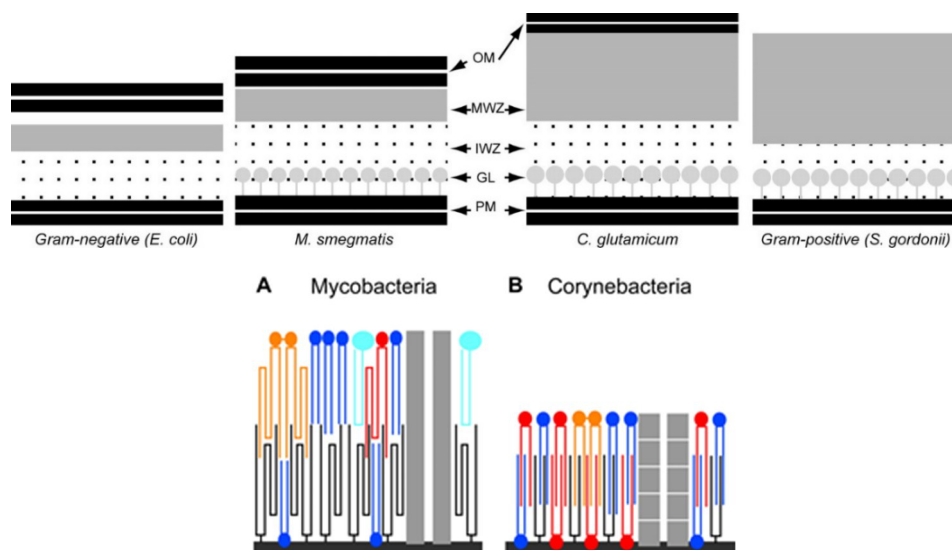 OM
MWZ
IWZ
GL
PM
Gram-negative (E. coli)
M. smegmatis
C. glutamicum
Gram-positive (S. gordonii)
A Mycobacteria
B Corynebacteria